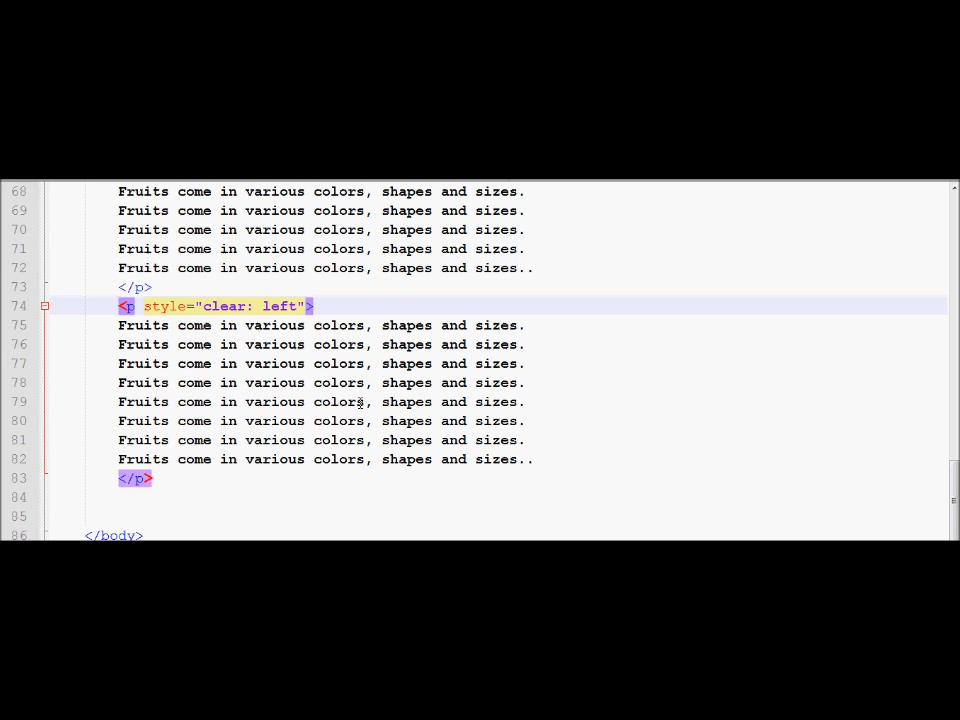 68 Fruits come in various colors, shapes and sizes.
69 Fruits come in various colors, shapes and sizes.
70 Fruits come in various colors, shapes and sizes.
71 Fruits come in various colors, shapes and sizes.
72 Fruits come in various colors, shapes and sizes..
73 </p>
74 <p style="clear: left">
75 Fruits come in various colors, shapes and sizes.
76 Fruits come in various colors, shapes and sizes.
77 Fruits come in various colors, shapes and sizes.
78 Fruits come in various colors, shapes and sizes.
79 Fruits come in various colors, shapes and sizes.
80 Fruits come in various colors, shapes and sizes.
81 Fruits come in various colors, shapes and sizes.
82 Fruits come in various colors, shapes and sizes..
83 </p>
84
85
86 </body>